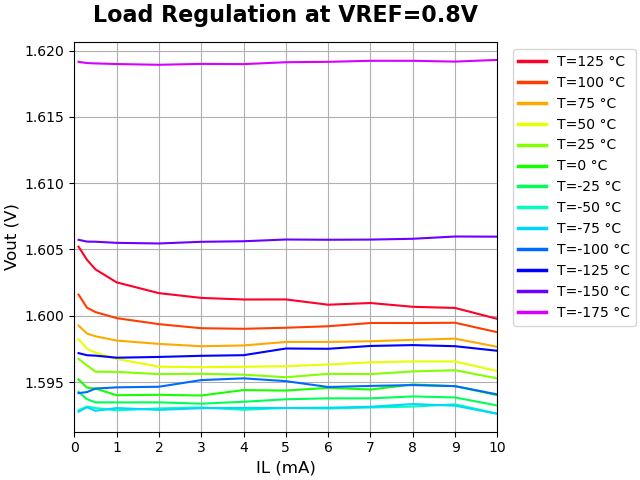 Load Regulation at VREF=0.8V
1.620
1.615
1.610
1.605
1.600
1.595
Vout (V)
0 1 2 3 4 5 6 7 8 9 10
IL (mA)
T=125 °C
T=100 °C
T=75 °C
T=50 °C
T=25 °C
T=0 °C
T=-25 °C
T=-50 °C
T=-75 °C
T=-100 °C
T=-125 °C
T=-150 °C
T=-175 °C